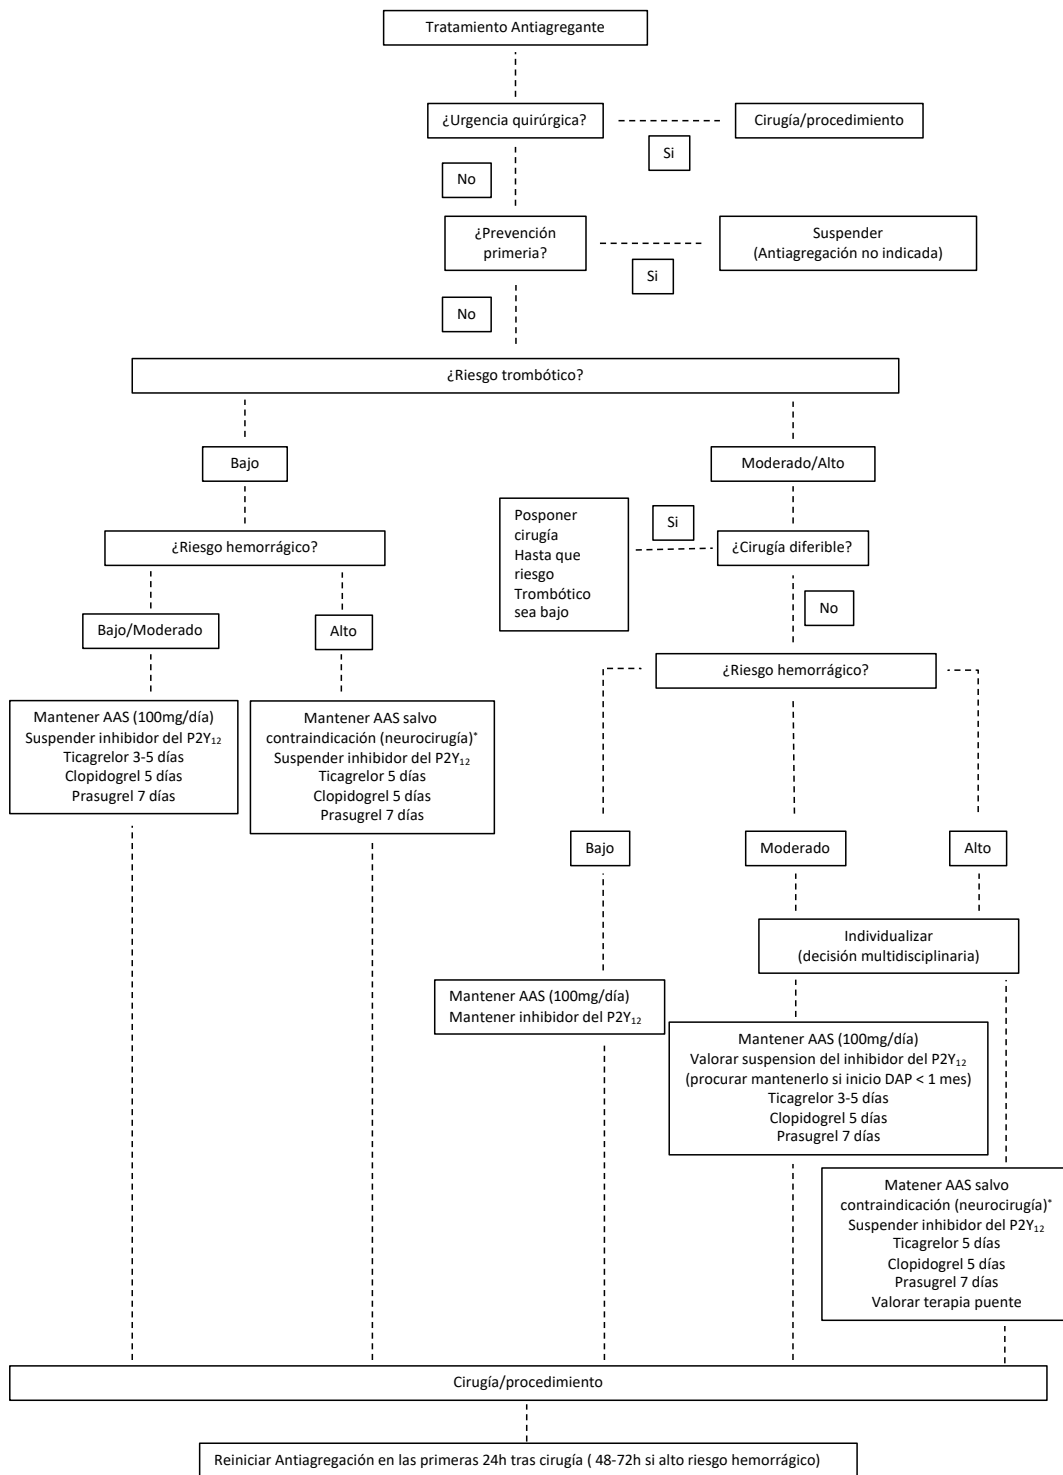 Tratamiento Antiagregante
¿Urgencia quirúrgica?
Cirugía/procedimiento
Si
No
¿Prevención
primeria?
Suspender
(Antiagregación no indicada)
Si
No
¿Riesgo trombótico?
Bajo
Moderado/Alto
¿Riesgo hemorrágico?
Posponer
cirugía
Hasta que
riesgo
Trombótico
sea bajo
Si
¿Cirugía diferible?
No
Bajo/Moderado
Alto
¿Riesgo hemorrágico?
Mantener AAS (100mg/día)
Suspender inhibidor del P2Y₁₂
Ticagrelor 3-5 días
Clopidogrel 5 días
Prasugrel 7 días
Mantener AAS salvo
contraindicación (neurocirugía)*
Suspender inhibidor del P2Y₁₂
Ticagrelor 5 días
Clopidogrel 5 días
Prasugrel 7 días
Bajo
Moderado
Alto
Individualizar
(decisión multidisciplinaria)
Mantener AAS (100mg/día)
Mantener inhibidor del P2Y₁₂
Mantener AAS (100mg/día)
Valorar suspension del inhibidor del P2Y₁₂
(procurar mantenerlo si inicio DAP < 1 mes)
Ticagrelor 3-5 días
Clopidogrel 5 días
Prasugrel 7 días
Matener AAS salvo
contraindicación (neurocirugía)*
Suspender inhibidor del P2Y₁₂
Ticagrelor 5 días
Clopidogrel 5 días
Prasugrel 7 días
Valorar terapia puente
Cirugía/procedimiento
Reiniciar Antiagregación en las primeras 24h tras cirugía ( 48-72h si alto riesgo hemorrágico)